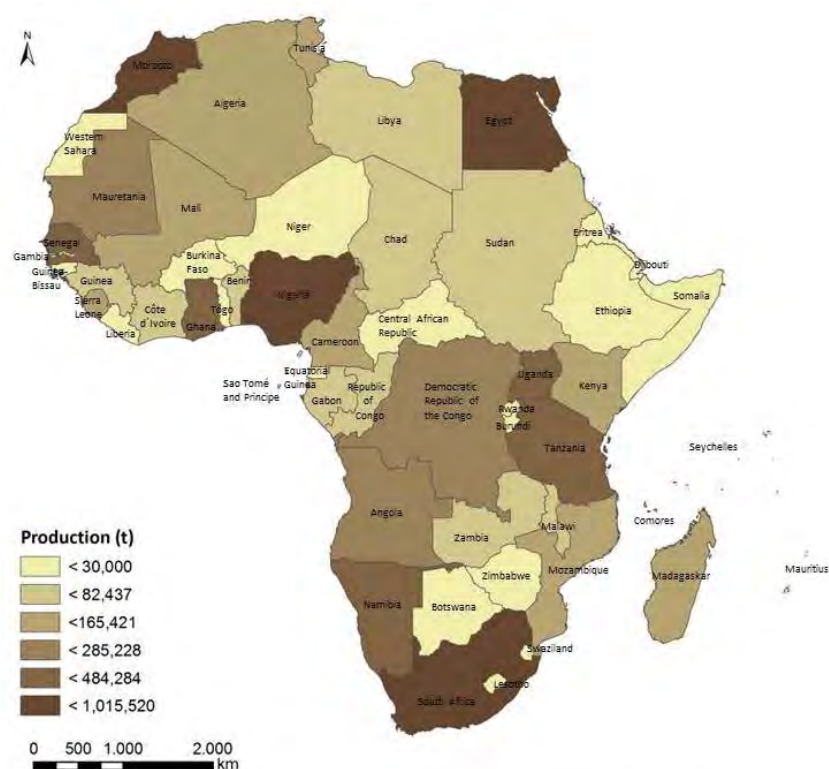 N
Tunisia
Morocco
Algeria
Libya
Egypt
Western
Sahara
Mauretania
Mali
Niger
Chad
Sudan
Eritrea
Senegal
Gambia
Guinea-
Bissau
Guinea
Burkina
Faso
Benin
Djibouti
Nigeria
Somalia
Sierra
Leone
Côte
d´Ivoire
Togo
Ethiopia
Liberia
Ghana
Central African
Republic
Cameroon
Equatorial
Guinea
Sao Tomé
and Principe
Gabon
Republic
of
Congo
Democratic
Republic of
the Congo
Uganda
Kenya
Rwanda
Burundi
Tanzania
Seychelles
Angola
Zambia
Malawi
Comores
Mozambique
Madagaskar
Mauritius
Zimbabwe
Namibia
Botswana
Swaziland
Lesotho
South Africa
Production (t)
< 30,000
< 82,437
<165,421
< 285,228
< 484,284
< 1,015,520
0 500 1.000 2.000
km